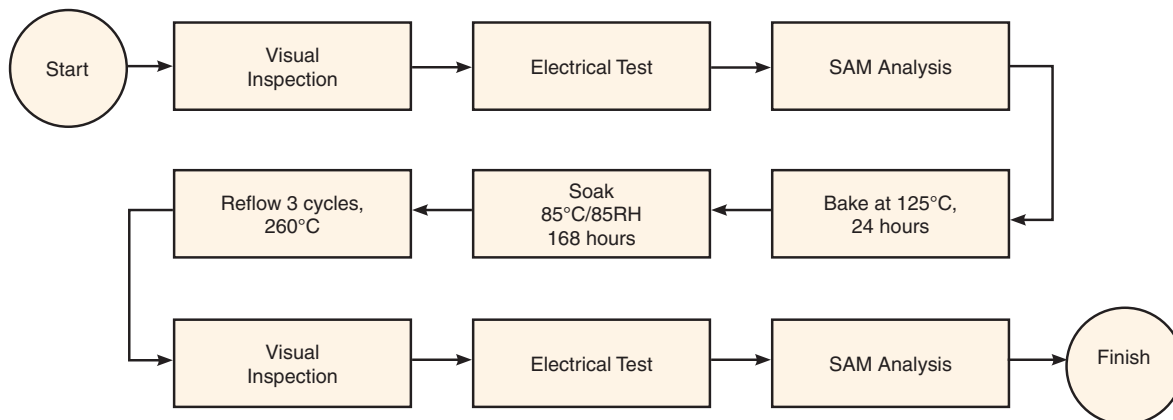 Start
Visual
Inspection
Electrical Test
SAM Analysis
Bake at 125°C,
24 hours
Soak
85°C/85RH
168 hours
Reflow 3 cycles,
260°C
Visual
Inspection
Electrical Test
SAM Analysis
Finish